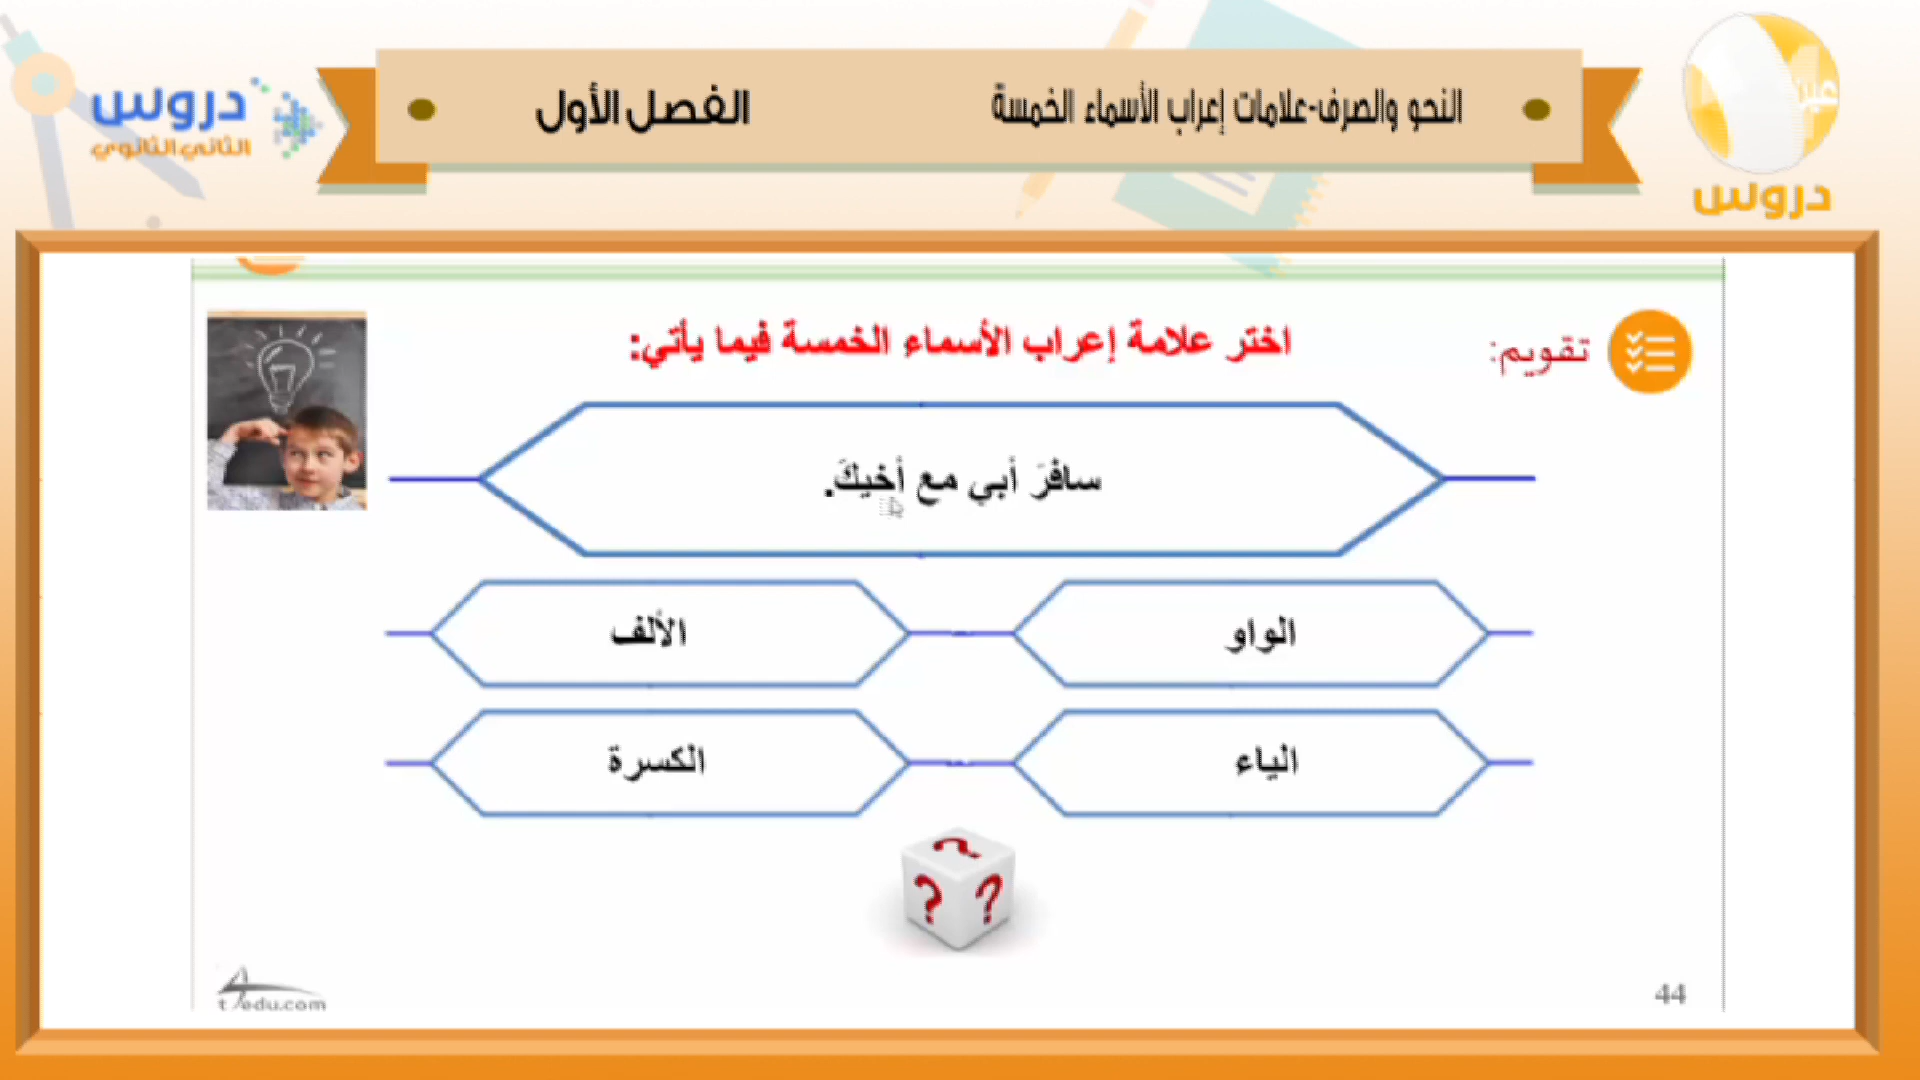 النحو والصرف-علامات إعراب الأسماء الخمسة
الفصل الأول
عين
دروس
دروس
الثاني الثانوي
تقويم:
اختر علامة إعراب الأسماء الخمسة فيما يأتي:
سافرَ أبي مع أخيكَ.
الواو
الألف
الياء
الكسرة
? ? ?
t4edu.com
44